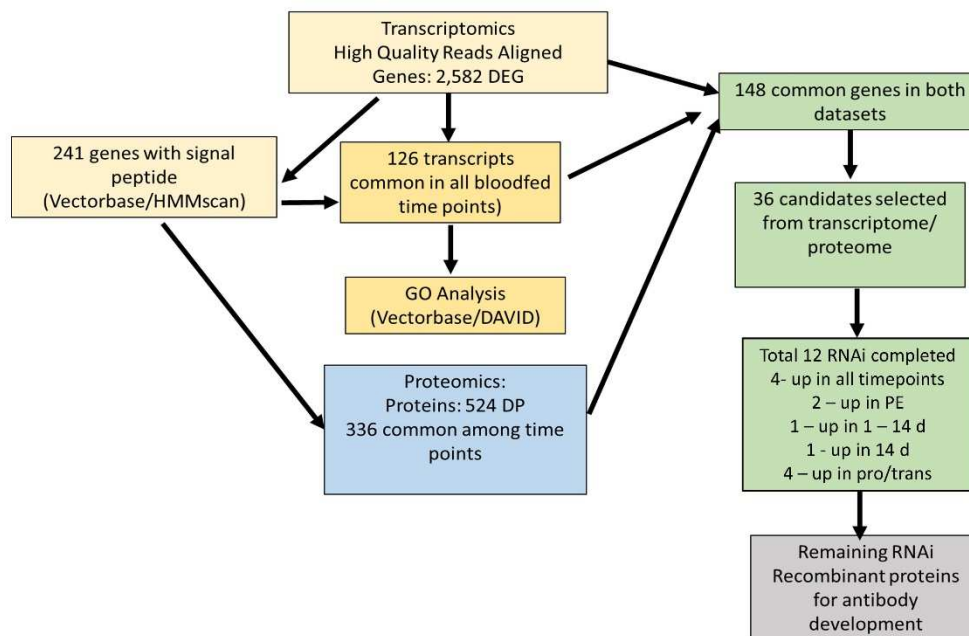 Transcriptomics
High Quality Reads Aligned
Genes: 2,582 DEG
148 common genes in both
datasets
241 genes with signal
peptide
(Vectorbase/HMMscan)
126 transcripts
common in all bloodfed
time points)
36 candidates selected
from transcriptome/
proteome
GO Analysis
(Vectorbase/DAVID)
Proteomics:
Proteins: 524 DP
336 common among time
points
Total 12 RNAi completed
4- up in all timepoints
2 – up in PE
1 – up in 1 – 14 d
1 - up in 14 d
4 – up in pro/trans
Remaining RNAi
Recombinant proteins
for antibody
development